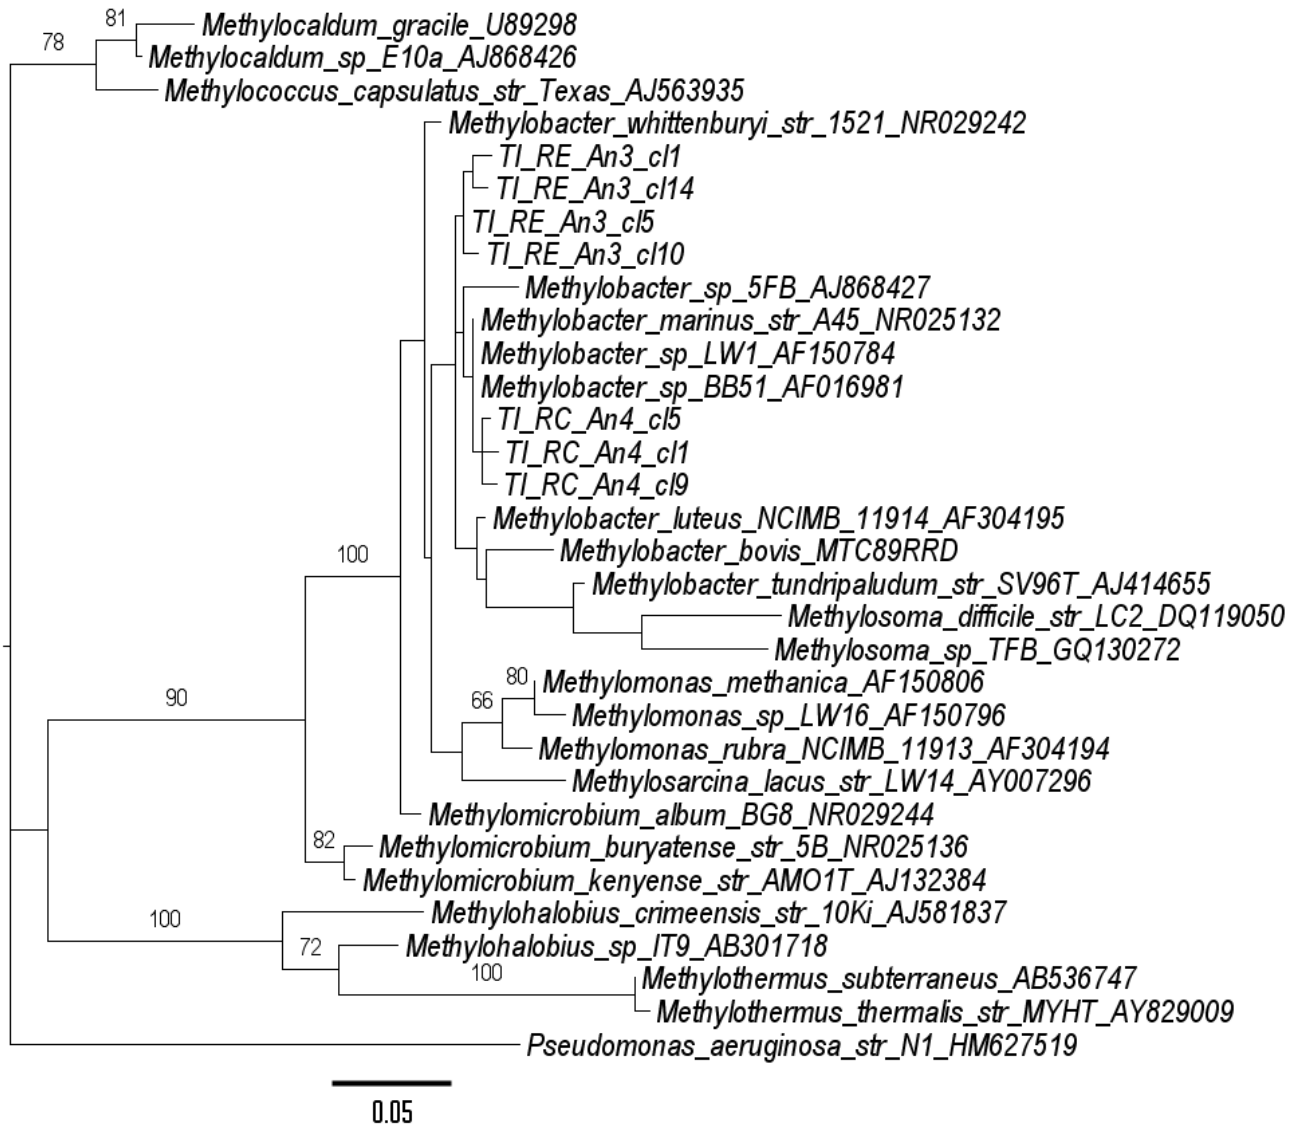 81
Methylocaldum_gracile_U89298
78
Methylocaldum_sp_E10a_AJ868426
Methylococcus_capsulatus_str_Texas_AJ563935
Methylobacter_whittenburyi_str_1521_NR029242
TI_RE_An3_cl1
TI_RE_An3_cl14
TI_RE_An3_cl5
TI_RE_An3_cl10
Methylobacter_sp_5FB_AJ868427
Methylobacter_marinus_str_A45_NR025132
Methylobacter_sp_LW1_AF150784
Methylobacter_sp_BB51_AF016981
TI_RC_An4_cl5
TI_RC_An4_cl1
TI_RC_An4_cl9
Methylobacter_luteus_NCIMB_11914_AF304195
100
Methylobacter_bovis_MTC89RRD
Methylobacter_tundripaludum_str_SV96T_AJ414655
Methylosoma_difficile_str_LC2_DQ119050
Methylosoma_sp_TFB_GQ130272
80
Methylomonas_methanica_AF150806
90
66
Methylomonas_sp_LW16_AF150796
Methylomonas_rubra_NCIMB_11913_AF304194
Methylosarcina_lacus_str_LW14_AY007296
Methylomicrobium_album_BG8_NR029244
82
Methylomicrobium_buryatense_str_5B_NR025136
Methylomicrobium_kenyense_str_AMO1T_AJ132384
100
Methylohalobius_crimeensis_str_10Ki_AJ581837
72
Methylohalobius_sp_IT9_AB301718
100
Methylothermus_subterraneus_AB536747
Methylothermus_thermalis_str_MYHT_AY829009
Pseudomonas_aeruginosa_str_N1_HM627519
0.05